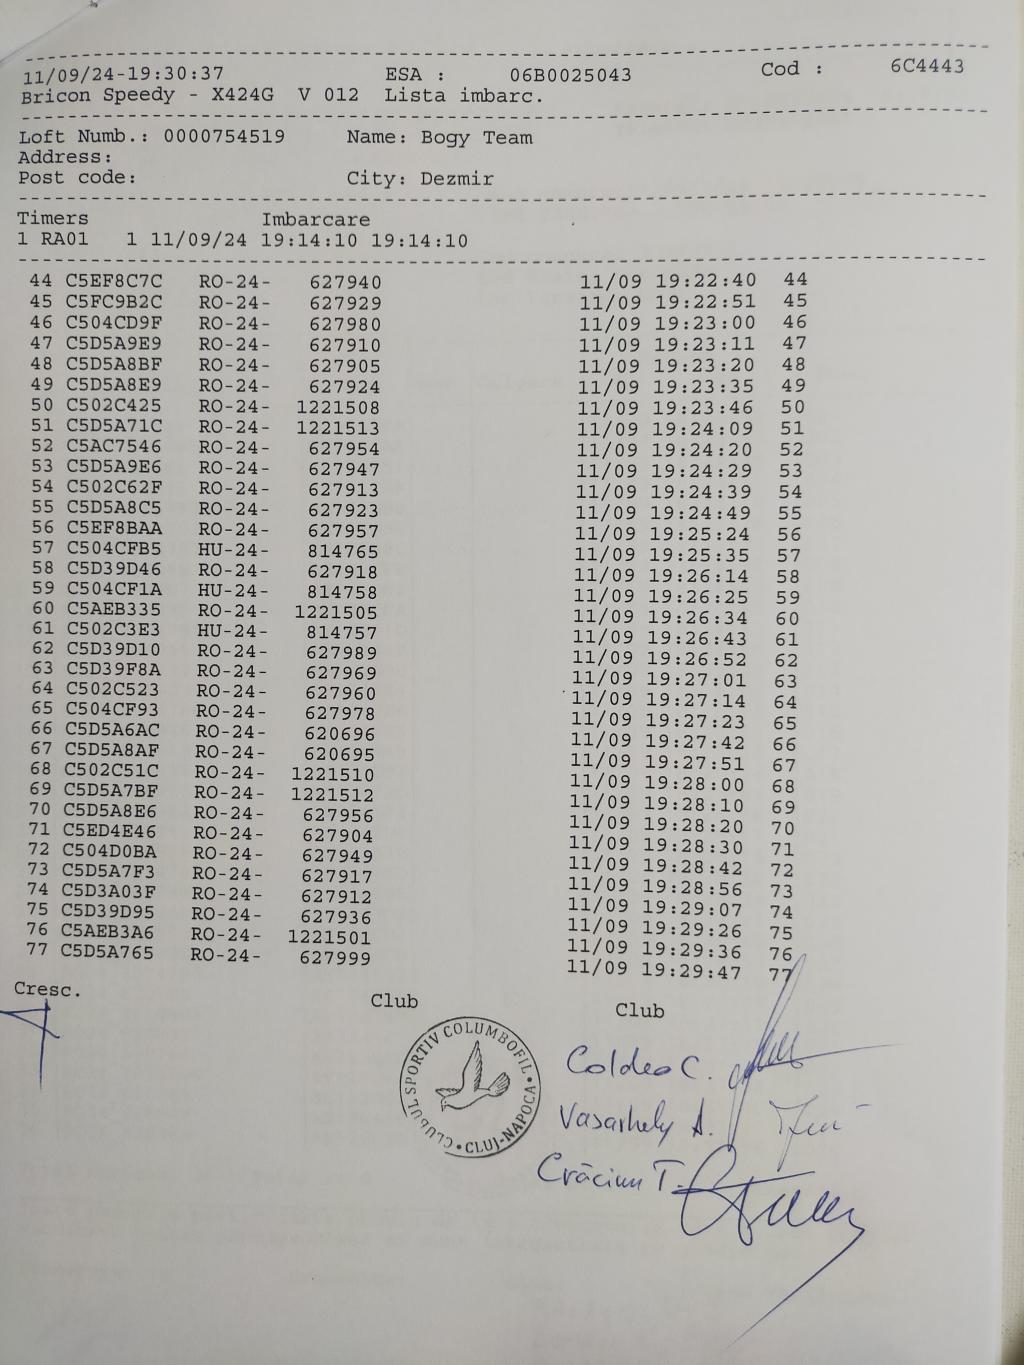 11/09/24-19:30:37 ESA : 06B0025043 Cod : 6C4443
Bricon Speedy - X424G V 012 Lista imbarc.
Loft Numb.: 0000754519 Name: Bogy Team
Address:
Post code: City: Dezmir
Timers Imbarcare
1 RA01 1 11/09/24 19:14:10 19:14:10
44 C5EF8C7C RO-24- 627940 11/09 19:22:40 44
45 C5FC9B2C RO-24- 627929 11/09 19:22:51 45
46 C504CD9F RO-24- 627980 11/09 19:23:00 46
47 C5D5A9E9 RO-24- 627910 11/09 19:23:11 47
48 C5D5A8BF RO-24- 627905 11/09 19:23:20 48
49 C5D5A8E9 RO-24- 627924 11/09 19:23:35 49
50 C502C425 RO-24- 1221508 11/09 19:23:46 50
51 C5D5A71C RO-24- 1221513 11/09 19:24:09 51
52 C5AC7546 RO-24- 627954 11/09 19:24:20 52
53 C5D5A9E6 RO-24- 627947 11/09 19:24:29 53
54 C502C62F RO-24- 627913 11/09 19:24:39 54
55 C5D5A8C5 RO-24- 627923 11/09 19:24:49 55
56 C5EF8BAA RO-24- 627957 11/09 19:25:24 56
57 C504CFB5 HU-24- 814765 11/09 19:25:35 57
58 C5D39D46 RO-24- 627918 11/09 19:26:14 58
59 C504CF1A HU-24- 814758 11/09 19:26:25 59
60 C5AEB335 RO-24- 1221505 11/09 19:26:34 60
61 C502C3E3 HU-24- 814757 11/09 19:26:43 61
62 C5D39D10 RO-24- 627989 11/09 19:26:52 62
63 C5D39F8A RO-24- 627969 11/09 19:27:01 63
64 C502C523 RO-24- 627960 11/09 19:27:14 64
65 C504CF93 RO-24- 627978 11/09 19:27:23 65
66 C5D5A6AC RO-24- 620696 11/09 19:27:42 66
67 C5D5A8AF RO-24- 620695 11/09 19:27:51 67
68 C502C51C RO-24- 1221510 11/09 19:28:00 68
69 C5D5A7BF RO-24- 1221512 11/09 19:28:10 69
70 C5D5A8E6 RO-24- 627956 11/09 19:28:20 70
71 C5ED4E46 RO-24- 627904 11/09 19:28:30 71
72 C504D0BA RO-24- 627949 11/09 19:28:42 72
73 C5D5A7F3 RO-24- 627917 11/09 19:28:56 73
74 C5D3A03F RO-24- 627912 11/09 19:29:07 74
75 C5D39D95 RO-24- 627936 11/09 19:29:26 75
76 C5AEB3A6 RO-24- 1221501 11/09 19:29:36 76
77 C5D5A765 RO-24- 627999 11/09 19:29:47 77
Cresc. Club Club
CLUBUL SPORTIV COLUMBOFIL • CLUJ-NAPOCA •
Coldea C.
Vasarhely A.
Crăciun T.